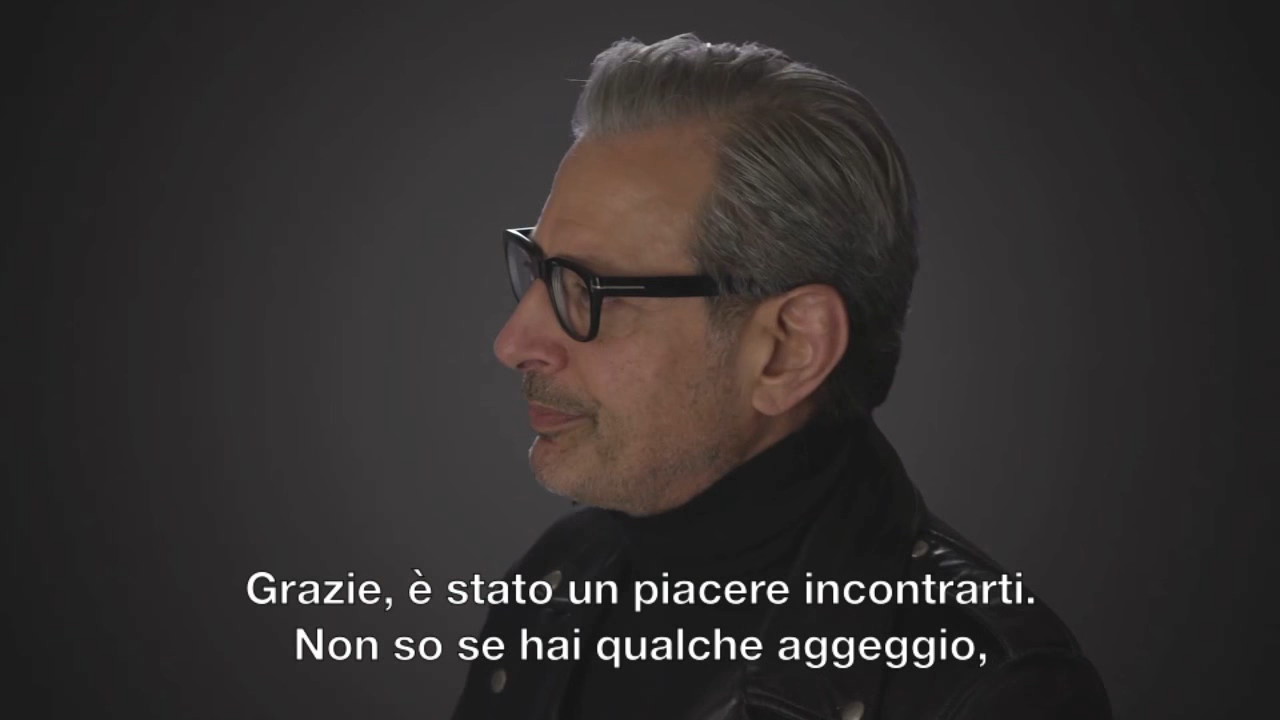 Grazie, è stato un piacere incontrarti.
Non so se hai qualche aggeggio,